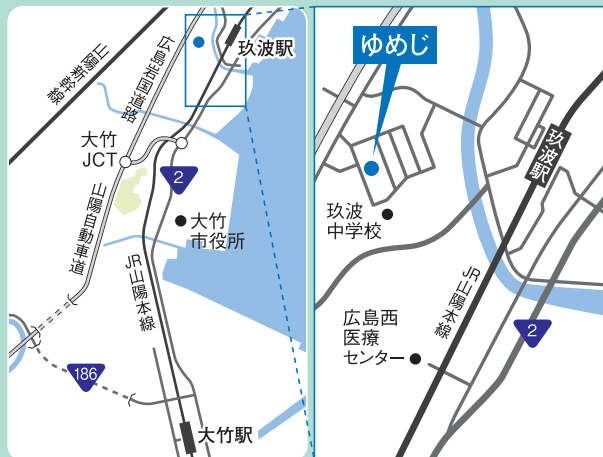 玖波駅
広島岩国道路
山陽新幹線
大竹
JCT
2
山陽自動車道
大竹
市役所
JR山陽本線
186
大竹駅
ゆめじ
玖波駅
玖波
中学校
JR山陽本線
広島西
医療
センター
2